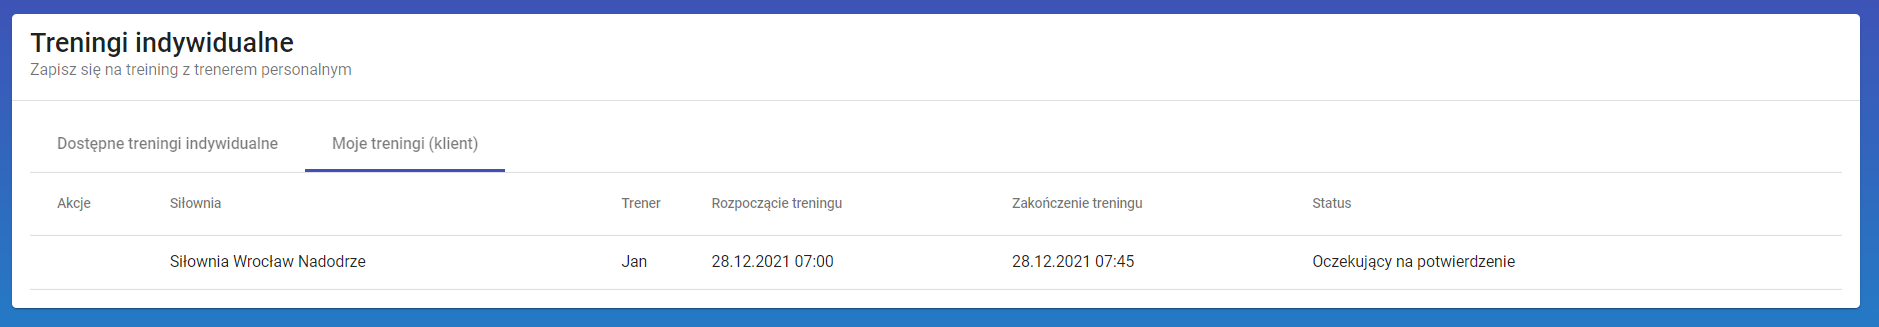 Treningi indywidualne
Zapisz się na treining z trenerem personalnym
Dostępne treningi indywidualne Moje treningi (klient)
Akcje Siłownia Trener Rozpoczącie treningu Zakończenie treningu Status
Siłownia Wrocław Nadodrze Jan 28.12.2021 07:00 28.12.2021 07:45 Oczekujący na potwierdzenie